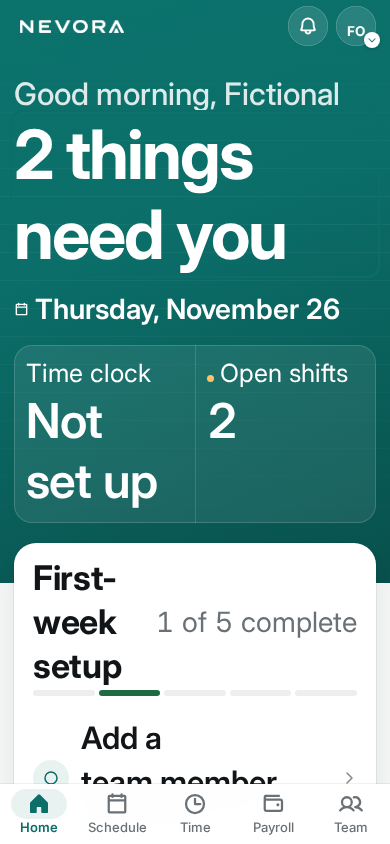 NEVORA
FO
Good morning, Fictional
2 things
need you
Thursday, November 26
Time clock
Not
set up
Open shifts
2
First-
week
setup
1 of 5 complete
Add a
team member
Home
Schedule
Time
Payroll
Team